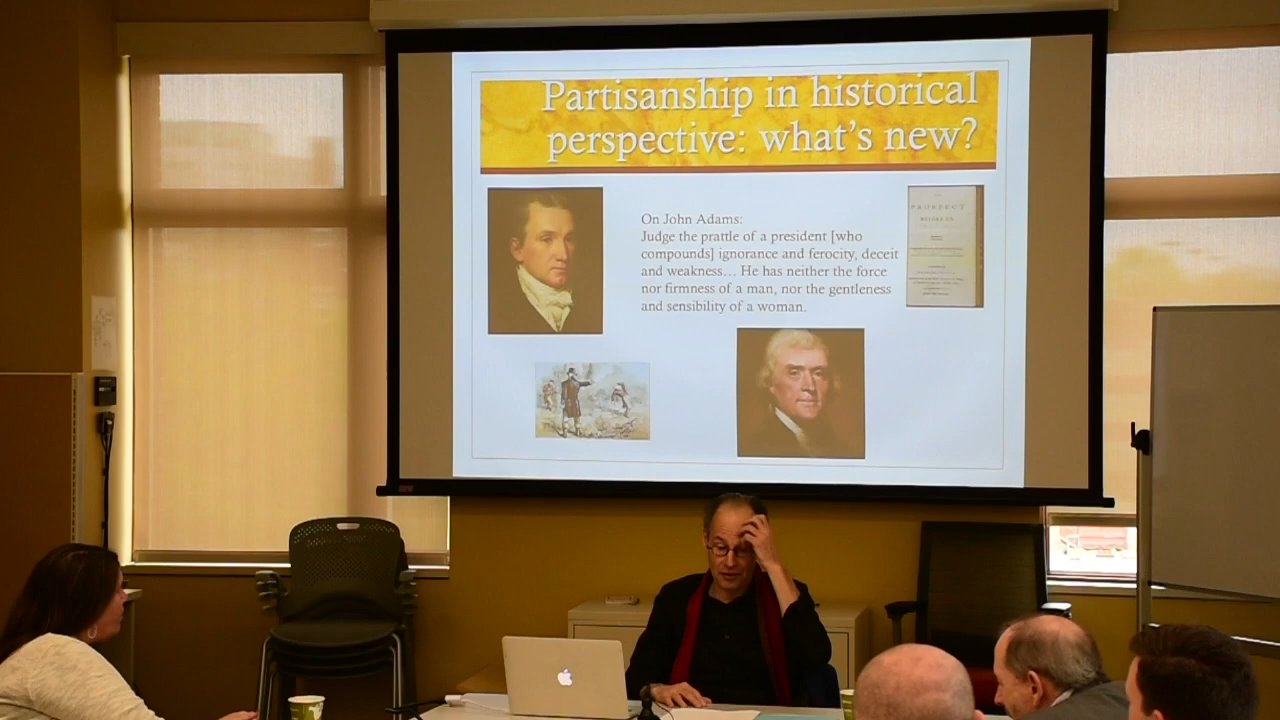 Partisanship in historical
perspective: what's new?
On John Adams:
Judge the prattle of a president [who
compounds] ignorance and ferocity, deceit
and weakness... He has neither the force
nor firmness of a man, nor the gentleness
and sensibility of a woman.
PROSPECT
BEFORE US.